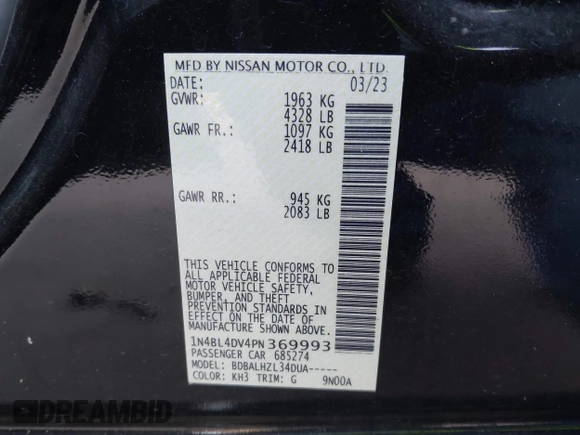 MFD BY NISSAN MOTOR CO., LTD.
DATE: 03/23
GVWR: 1963 KG
4328 LB
GAWR FR.: 1097 KG
2418 LB
GAWR RR.: 945 KG
2083 LB
THIS VEHICLE CONFORMS TO
ALL APPLICABLE FEDERAL
MOTOR VEHICLE SAFETY,
BUMPER, AND THEFT
PREVENTION STANDARDS IN
EFFECT ON THE DATE OF
MANUFACTURE SHOWN ABOVE.
1N4BL4DV4PN369993
PASSENGER CAR 685274
MODEL: BDBALHZL34DUA-----
COLOR: KH3 TRIM: G 9N00A
DREAMBID